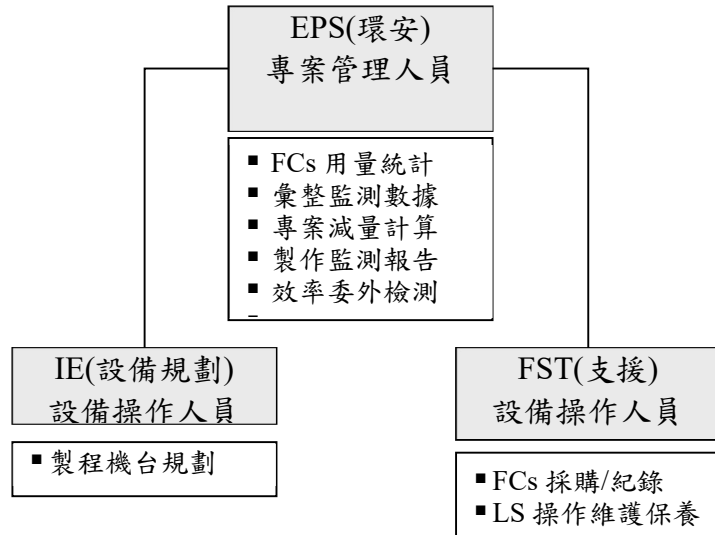 EPS(環安)
專案管理人員
▪ FCs 用量統計
▪ 彙整監測數據
▪ 專案減量計算
▪ 製作監測報告
▪ 效率委外檢測
IE(設備規劃)
設備操作人員
▪ 製程機台規劃
FST(支援)
設備操作人員
▪ FCs 採購/紀錄
▪ LS 操作維護保養